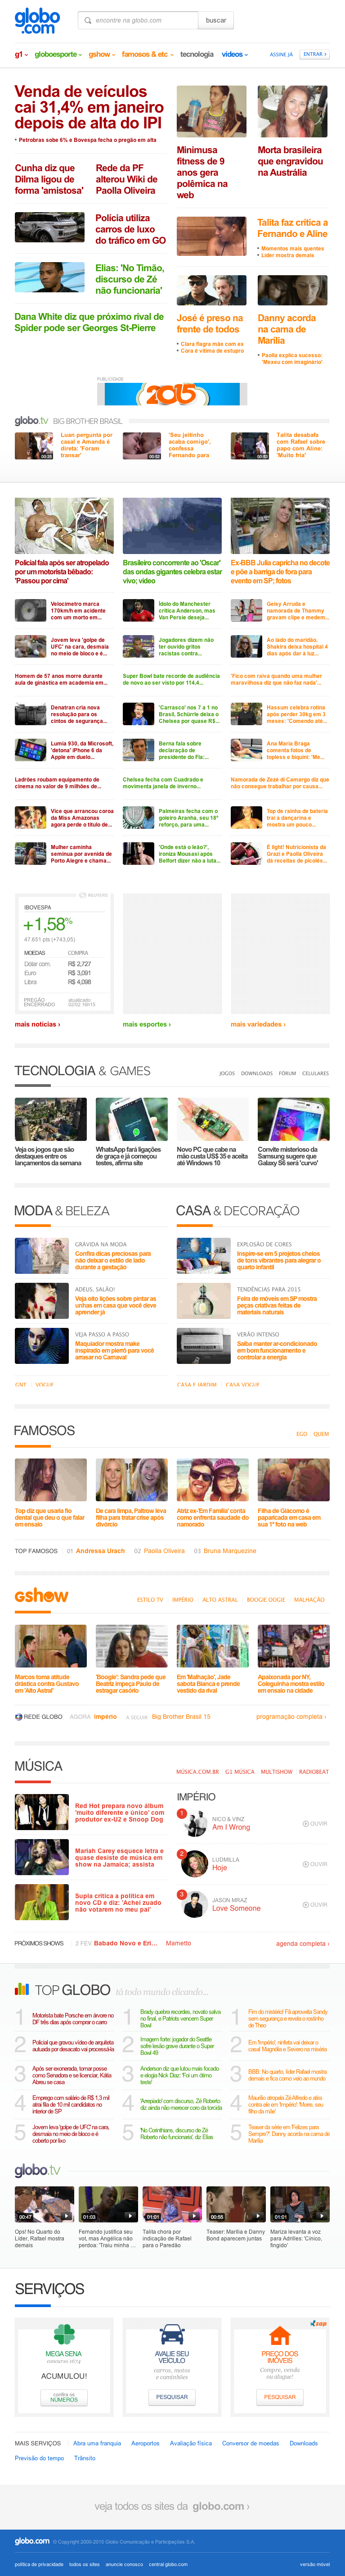 globo
.com
encontre na globo.com
buscar
g1
globoesporte
gshow
famosos & etc
tecnologia
vídeos
ASSINE JÁ
ENTRAR ›
Venda de veículos
cai 31,4% em janeiro
depois de alta do IPI
Petrobras sobe 6% e Bovespa fecha o pregão em alta
Cunha diz que
Dilma ligou de
forma 'amistosa'
Rede da PF
alterou Wiki de
Paolla Oliveira
Polícia utiliza
carros de luxo
do tráfico em GO
Elias: 'No Timão,
discurso de Zé
não funcionaria'
Dana White diz que próximo rival de
Spider pode ser Georges St-Pierre
Minimusa
fitness de 9
anos gera
polêmica na
web
Morta brasileira
que engravidou
na Austrália
Talita faz crítica a
Fernando e Aline
Momentos mais quentes
Líder mostra demais
José é preso na
frente de todos
Clara flagra mãe com ex
Cora é vítima de estupro
Danny acorda
na cama de
Marília
Paolla explica sucesso:
'Mexeu com imaginário'
PUBLICIDADE
2015
globo.tv BIG BROTHER BRASIL
Luan pergunta por
casal e Amanda é
direta: 'Foram
transar'
'Seu jeitinho
acaba comigo',
confessa
Fernando para
Talita desabafa
com Rafael sobre
papo com Aline:
'Muito fria'
Policial fala após ser atropelado
por um motorista bêbado:
'Passou por cima'
Brasileiro concorrente ao 'Oscar'
das ondas gigantes celebra estar
vivo; vídeo
Ex-BBB Julia capricha no decote
e põe a barriga de fora para
evento em SP; fotos
Velocímetro marca
170km/h em acidente
com um morto em...
Ídolo do Manchester
critica Anderson, mas
Van Persie deseja...
Geisy Arruda e
namorada de Thammy
gravam clipe e medem...
Jovem leva 'golpe de
UFC' na cara, desmaia
no meio de bloco e é...
Jogadores dizem não
ter ouvido gritos
racistas contra...
Ao lado do maridão,
Shakira deixa hospital 4
dias após dar à luz...
Homem de 57 anos morre durante
aula de ginástica em academia em...
Super Bowl bate recorde de audiência
de novo ao ser visto por 114,4...
'Fico com raiva quando uma mulher
maravilhosa diz que não faz nada'...
Denatran cria nova
resolução para os
cintos de segurança...
'Carrasco' nos 7 a 1 no
Brasil, Schürrle deixa o
Chelsea por quase R$...
Hassum celebra rotina
após perder 30kg em 3
meses: 'Comendo até...
Lumia 930, da Microsoft,
'detona' iPhone 6 da
Apple em duelo...
Berna fala sobre
declaração de
presidente do Fla:...
Ana Maria Braga
comenta fotos de
topless e biquíni: 'Me...
Ladrões roubam equipamento de
cinema no valor de 9 milhões de...
Chelsea fecha com Cuadrado e
movimenta janela de inverno...
Namorada de Zezé di Camargo diz que
não consegue trabalhar por causa...
Vice que arrancou coroa
da Miss Amazonas
agora perde o título de...
Palmeiras fecha com o
goleiro Aranha, seu 18º
reforço, para uma...
Top de rainha de bateria
trai a dançarina e
mostra um pouco...
Mulher caminha
seminua por avenida de
Porto Alegre e chama...
'Onde está o leão?',
ironiza Mousasi após
Belfort dizer não a luta...
É light! Nutricionista da
Grazi e Paolla Oliveira
dá receitas de picolés...
REUTERS
IBOVESPA
+1,58%
47.651 pts (+743,05)
MOEDAS COMPRA
Dólar com. R$ 2,727
Euro R$ 3,091
Libra R$ 4,098
PREGÃO
ENCERRADO
atualizado:
02/02 18h15
mais notícias ›
mais esportes ›
mais variedades ›
TECNOLOGIA & GAMES
JOGOS DOWNLOADS FÓRUM CELULARES
Veja os jogos que são
destaques entre os
lançamentos da semana
WhatsApp fará ligações
de graça e já começou
testes, afirma site
Novo PC que cabe na
mão custa US$ 35 e aceita
até Windows 10
Convite misterioso da
Samsung sugere que
Galaxy S6 será 'curvo'
MODA & BELEZA
CASA & DECORAÇÃO
GRÁVIDA NA MODA
Confira dicas preciosas para
não deixar o estilo de lado
durante a gestação
EXPLOSÃO DE CORES
Inspire-se em 5 projetos cheios
de tons vibrantes para alegrar o
quarto infantil
ADEUS, SALÃO!
Veja oito lições sobre pintar as
unhas em casa que você deve
aprender já
TENDÊNCIAS PARA 2015
Feira de móveis em SP mostra
peças criativas feitas de
materiais naturais
VEJA PASSO A PASSO
Maquiador mostra make
inspirado em pierrô para você
arrasar no Carnaval
VERÃO INTENSO
Saiba manter ar-condicionado
em bom funcionamento e
controlar a energia
GNT VOGUE
CASA E JARDIM CASA VOGUE
FAMOSOS
EGO QUEM
Top diz que usaria fio
dental que deu o que falar
em ensaio
De cara limpa, Paltrow leva
filha para tratar crise após
divórcio
Atriz ex-'Em Família' conta
como enfrenta saudade do
namorado
Filha de Giácomo é
paparicada em casa em
sua 1ª foto na web
TOP FAMOSOS 01 Andressa Urach 02 Paolla Oliveira 03 Bruna Marquezine
gshow
ESTILO TV IMPÉRIO ALTO ASTRAL BOOGIE OOGIE MALHAÇÃO
Marcos toma atitude
drástica contra Gustavo
em 'Alto Astral'
'Boogie': Sandra pede que
Beatriz impeça Paulo de
estragar casório
Em 'Malhação', Jade
sabota Bianca e prende
vestido da rival
Apaixonada por NY,
Coleguinha mostra estilo
em ensaio na cidade
REDE GLOBO AGORA império A SEGUIR Big Brother Brasil 15 programação completa ›
MÚSICA
MÚSICA.COM.BR G1 MÚSICA MULTISHOW RADIOBEAT
Red Hot prepara novo álbum
'muito diferente e único' com
produtor ex-U2 e Snoop Dog
Mariah Carey esquece letra e
quase desiste de música em
show na Jamaica; assista
Supla critica a política em
novo CD e diz: 'Achei zuado
não votarem no meu pai'
IMPÉRIO
1 NICO & VINZ
Am I Wrong
OUVIR
2 LUDMILLA
Hoje
OUVIR
3 JASON MRAZ
Love Someone
OUVIR
PRÓXIMOS SHOWS 2 FEV Babado Novo e Eri... Mametto agenda completa ›
TOP GLOBO tá todo mundo clicando...
1 Motorista bate Porsche em árvore no
DF três dias após comprar o carro
1 Brady quebra recordes, novato salva
no final, e Patriots vencem Super
Bowl
1 Fim do mistério! Fã aproveita Sandy
sem segurança e revela o rostinho
de Theo
2 Policial que gravou vídeo de arquiteta
autuada por desacato vai processá-la
2 Imagem forte: jogador do Seattle
sofre lesão grave durante o Super
Bowl 49
2 Em 'Império', ninfeta vai deixar o
casal Magnólia e Severo na miséria
3 Após ser exonerada, tomar posse
como Senadora e se licenciar, Kátia
Abreu se casa
3 Anderson diz que lutou mais focado
e elogia Nick Diaz: 'Foi um ótimo
teste'
3 BBB: No quarto, líder Rafael mostra
demais e fica como veio ao mundo
4 Emprego com salário de R$ 1,3 mil
atrai fila de 10 mil candidatos no
interior de SP
4 'Perspicaz' com discurso, Zé Roberto
diz ainda não merecer coro da torcida
4 Maurílio atropela Zé Alfredo e atira
contra ele em 'Império': 'Morre, seu
filho da mãe'
5 Jovem leva 'golpe de UFC' na cara,
desmaia no meio de bloco e é
coberto por lixo
5 'No Corinthians, discurso de Zé
Roberto não funcionaria', diz Elias
5 Teaser da série em 'Felizes para
Sempre?': Danny acorda na cama de
Marília
globo.tv
00:47
01:03
01:01
00:55
01:01
Ops! No Quarto do
Líder, Rafael mostra
demais
Fernando justifica seu
vot, mas Angélica não
perdoa: 'Traiu minha ...
Talita chora por
indicação de Rafael
para o Paredão
Teaser: Marília e Danny
Bond aparecem juntas
Mariza levanta a voz
para Adrilles: 'Cínico,
fingido'
SERVIÇOS
MEGA SENA
ACUMULOU!
confira os
NÚMEROS
AVALIE SEU
VEÍCULO
carros, motos
e caminhões
PESQUISAR
zap
PREÇO DOS
IMÓVEIS
Compre, venda
ou alugue!
PESQUISAR
MAIS SERVIÇOS Abra uma franquia Aeroportos Avaliação física Conversor de moedas Downloads
Previsão do tempo Trânsito
veja todos os sites da globo.com ›
globo.com © Copyright 2000-2015 Globo Comunicação e Participações S.A.
política de privacidade todos os sites anuncie conosco central globo.com versão móvel